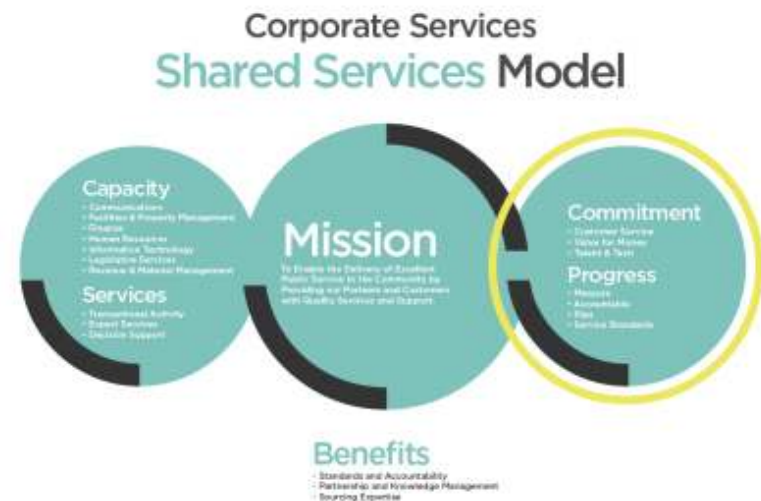 Corporate Services
Shared Services Model
Capacity
- Communications
- Facilities & Property Management
- Finance
- Human Resources
- Information Technology
- Legislative Services
- Revenue & Material Management
Services
- Transactional Activity
- Expert Services
- Decision Support
Mission
To Enable the Delivery of Excellent
Public Service to the Community by
Providing our Partners and Customers
with Quality Services and Support
Commitment
- Customer Service
- Value for Money
- Talent & Tech
Progress
- Measure
- Accountable
- Plan
- Service Standards
Benefits
- Standards and Accountability
- Partnership and Knowledge Management
- Sourcing Expertise